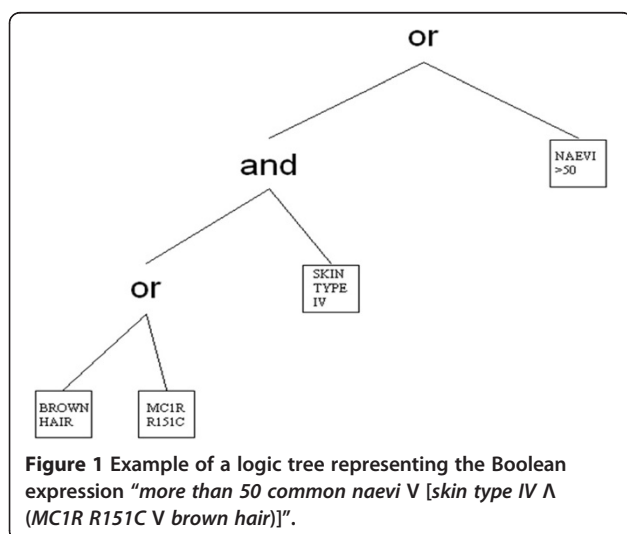 or
and
NAEVI
>50
or
SKIN
TYPE
IV
BROWN
HAIR
MC1R
R151C
Figure 1 Example of a logic tree representing the Boolean
expression “more than 50 common naevi V [skin type IV Λ
(MC1R R151C V brown hair)]”.